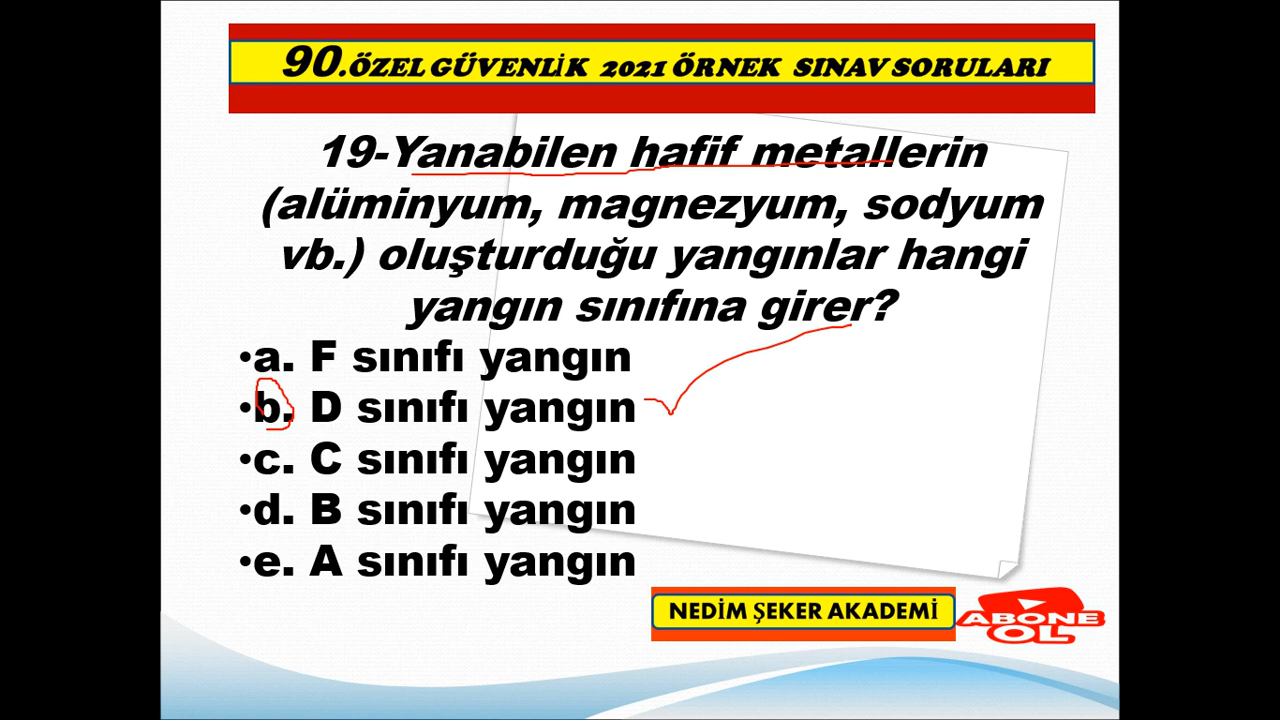 90.ÖZEL GÜVENLİK 2021 ÖRNEK SINAV SORULARI
19-Yanabilen hafif metallerin
(alüminyum, magnezyum, sodyum
vb.) oluşturduğu yangınlar hangi
yangın sınıfına girer?
•a. F sınıfı yangın
•b. D sınıfı yangın
•c. C sınıfı yangın
•d. B sınıfı yangın
•e. A sınıfı yangın
NEDİM ŞEKER AKADEMİ
ABONE
OL